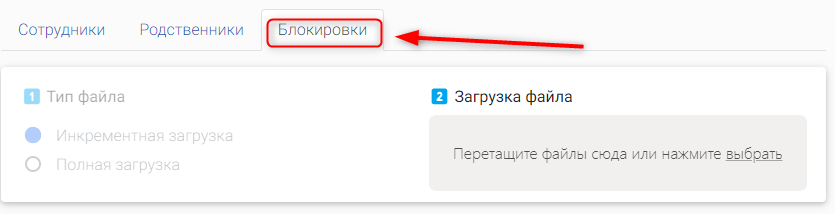 Сотрудники Родственники Блокировки
1 Тип файла
Инкрементная загрузка
Полная загрузка
2 Загрузка файла
Перетащите файлы сюда или нажмите выбрать